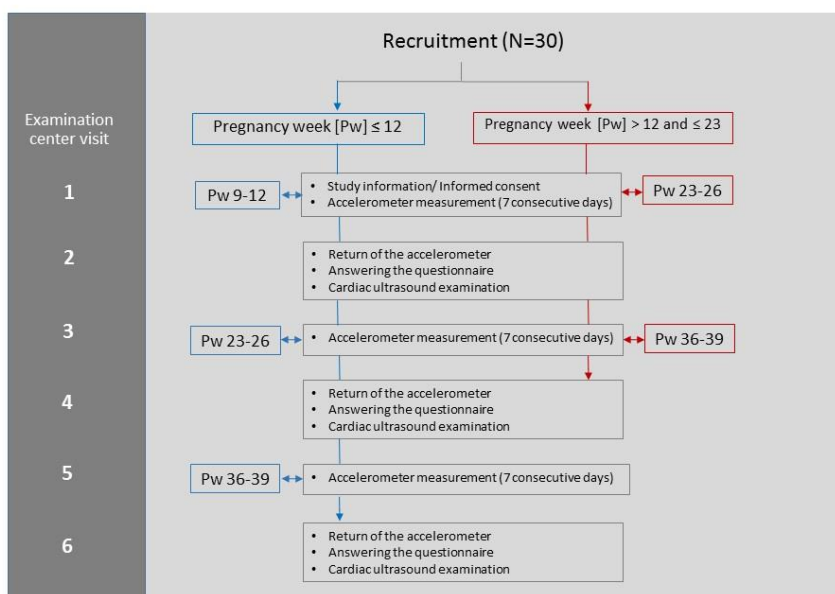 Recruitment (N=30)
Examination
center visit
Pregnancy week [Pw] ≤ 12
Pregnancy week [Pw] > 12 and ≤ 23
1
Pw 9-12
• Study information/ Informed consent
• Accelerometer measurement (7 consecutive days)
Pw 23-26
2
• Return of the accelerometer
• Answering the questionnaire
• Cardiac ultrasound examination
3
Pw 23-26
• Accelerometer measurement (7 consecutive days)
Pw 36-39
4
• Return of the accelerometer
• Answering the questionnaire
• Cardiac ultrasound examination
5
Pw 36-39
• Accelerometer measurement (7 consecutive days)
6
• Return of the accelerometer
• Answering the questionnaire
• Cardiac ultrasound examination